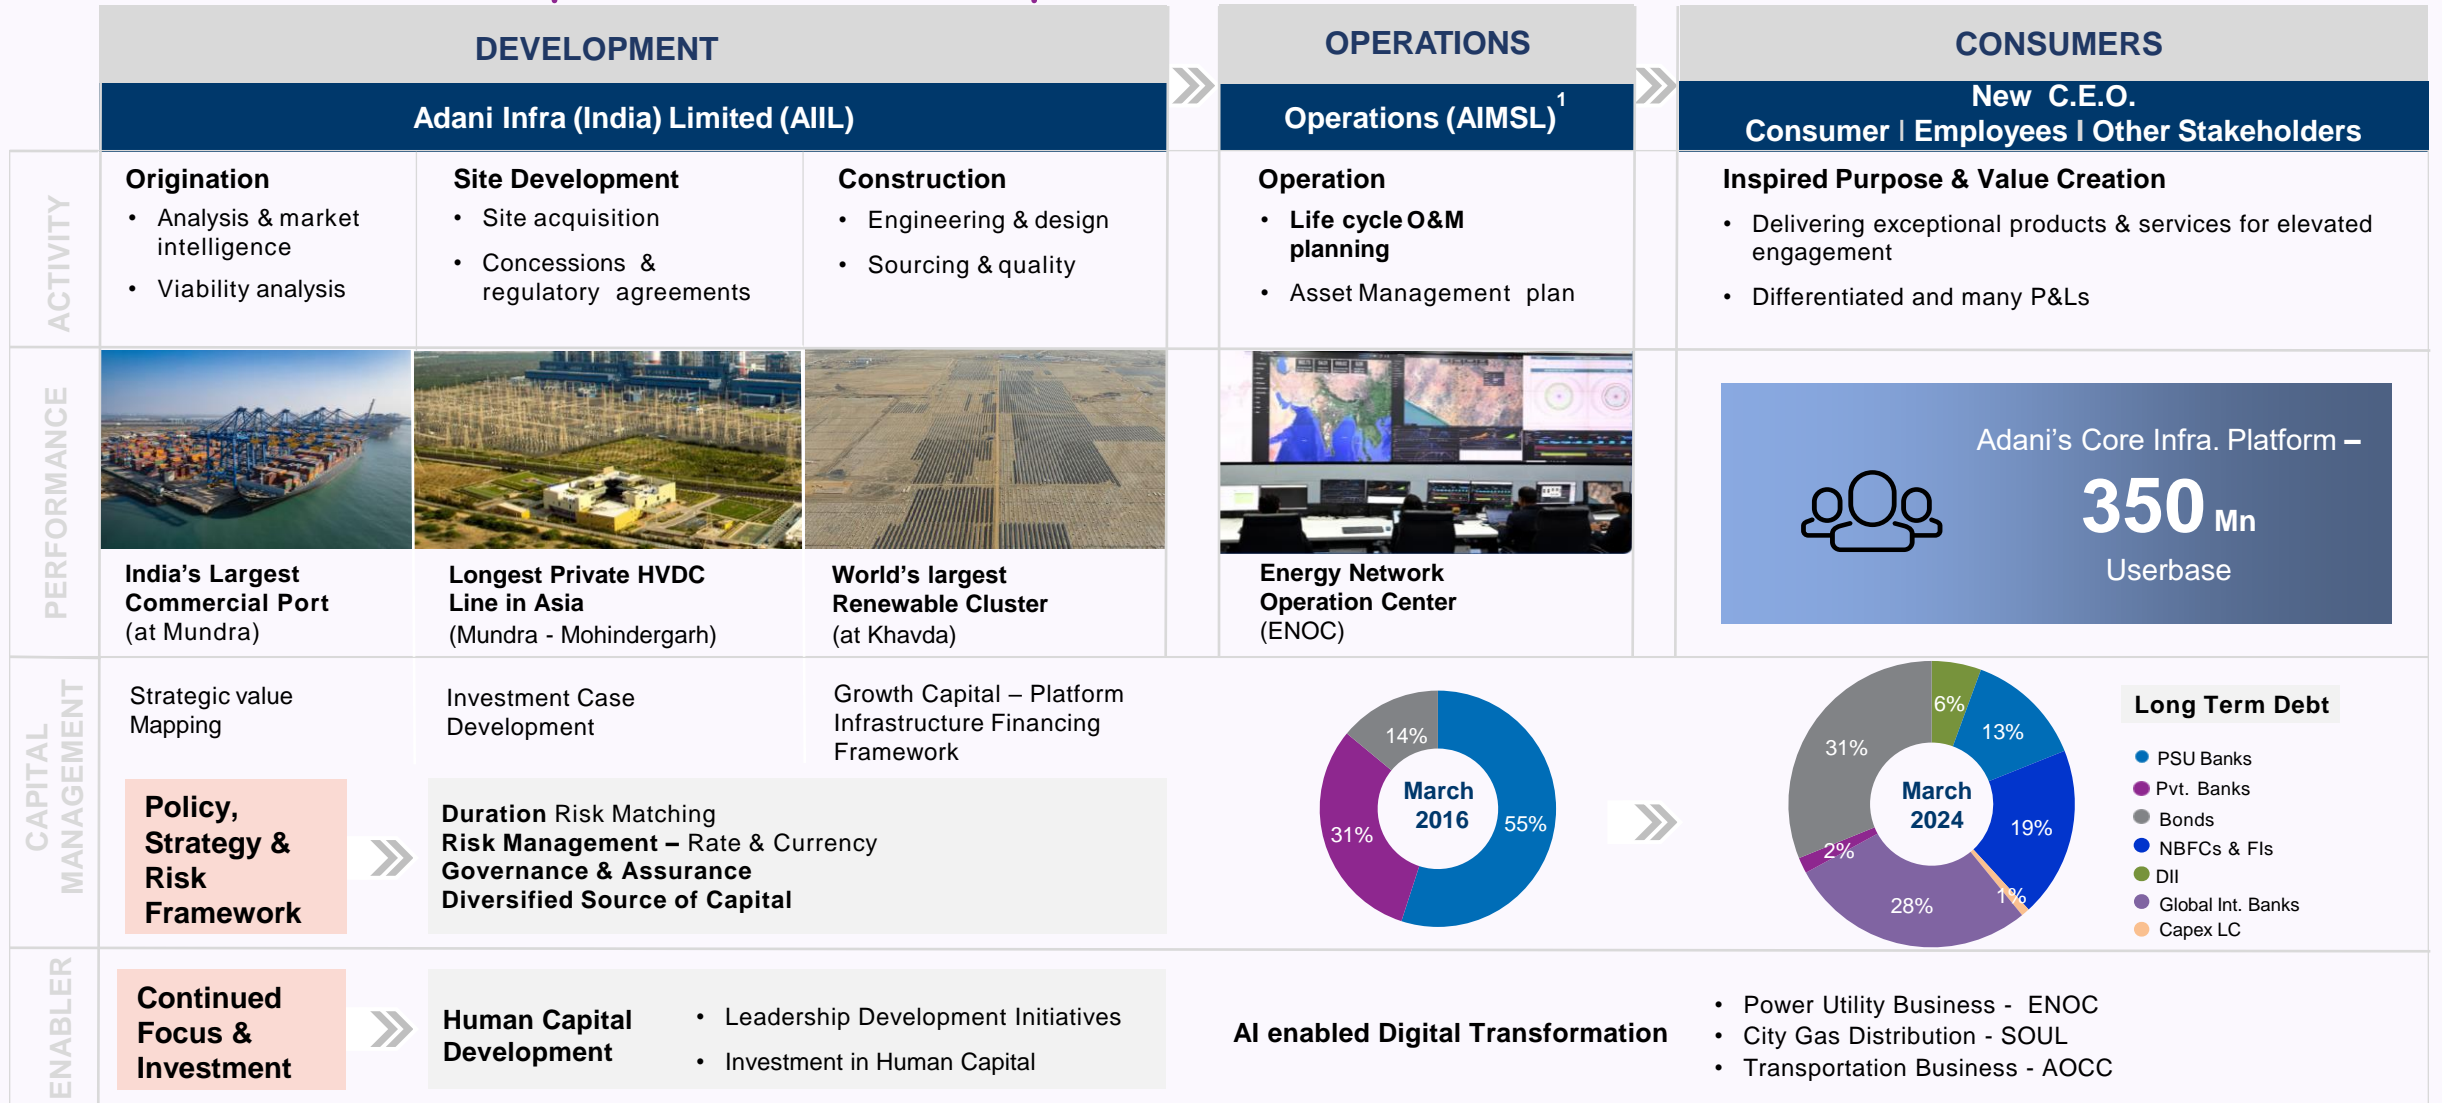 DEVELOPMENT
OPERATIONS
CONSUMERS
Adani Infra (India) Limited (AIIL)
Operations (AIMSL)1
New C.E.O.
Consumer I Employees I Other Stakeholders
ACTIVITY
Origination
• Analysis & market
intelligence
• Viability analysis
Site Development
• Site acquisition
• Concessions &
regulatory agreements
Construction
• Engineering & design
• Sourcing & quality
Operation
• Life cycle O&M
planning
• Asset Management plan
Inspired Purpose & Value Creation
• Delivering exceptional products & services for elevated
engagement
• Differentiated and many P&Ls
PERFORMANCE
India's Largest
Commercial Port
(at Mundra)
Longest Private HVDC
Line in Asia
(Mundra - Mohindergarh)
World's largest
Renewable Cluster
(at Khavda)
Energy Network
Operation Center
(ENOC)
Adani's Core Infra. Platform –
350 Mn
Userbase
CAPITAL
MANAGEMENT
Strategic value
Mapping
Investment Case
Development
Growth Capital – Platform
Infrastructure Financing
Framework
Policy,
Strategy &
Risk
Framework
Duration Risk Matching
Risk Management – Rate & Currency
Governance & Assurance
Diversified Source of Capital
14%
31%
55%
March
2016
6%
13%
31%
19%
2%
1%
28%
March
2024
Long Term Debt
PSU Banks
Pvt. Banks
Bonds
NBFCs & FIs
DII
Global Int. Banks
Capex LC
ENABLER
Continued
Focus &
Investment
Human Capital
Development
• Leadership Development Initiatives
• Investment in Human Capital
AI enabled Digital Transformation
• Power Utility Business - ENOC
• City Gas Distribution - SOUL
• Transportation Business - AOCC